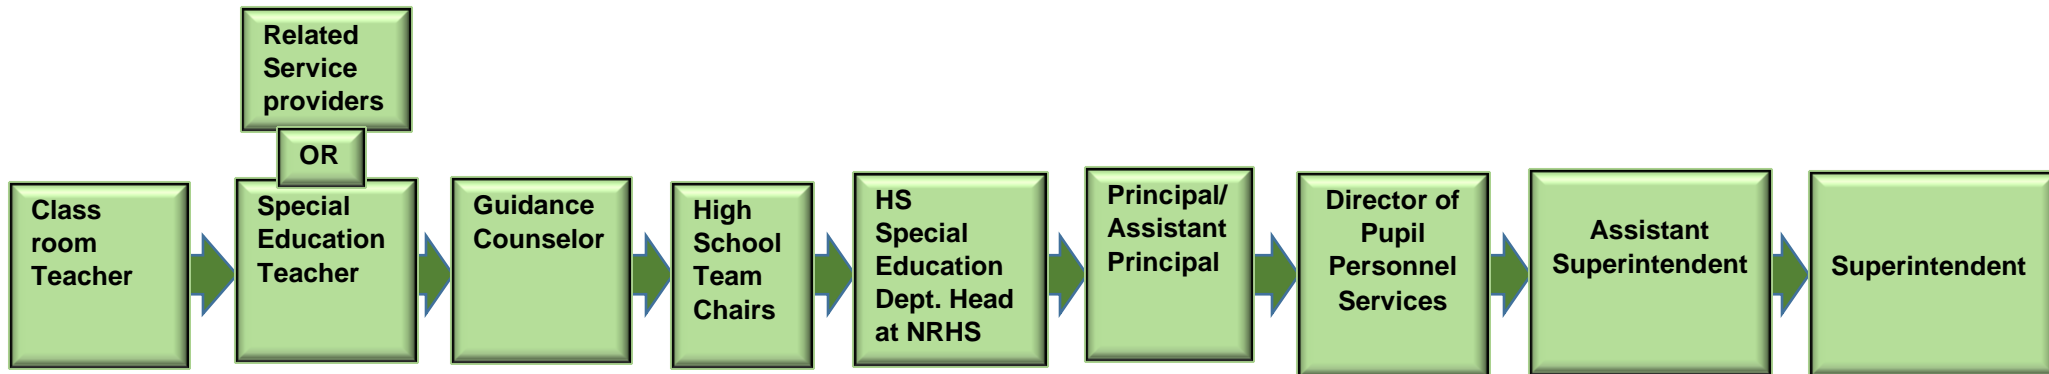 Related
Service
providers
OR
Class
room
Teacher
Special
Education
Teacher
Guidance
Counselor
High
School
Team
Chairs
HS
Special
Education
Dept. Head
at NRHS
Principal/
Assistant
Principal
Director of
Pupil
Personnel
Services
Assistant
Superintendent
Superintendent